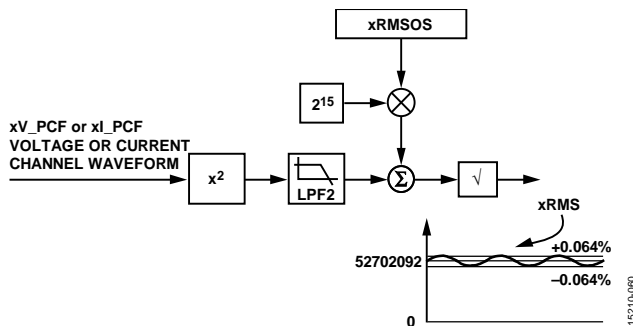 xRMSOS
2¹⁵
xV_PCF or xI_PCF
VOLTAGE OR CURRENT
CHANNEL WAVEFORM
x²
LPF2
Σ
√
xRMS
+0.064%
52702092
–0.064%
0
15210-060